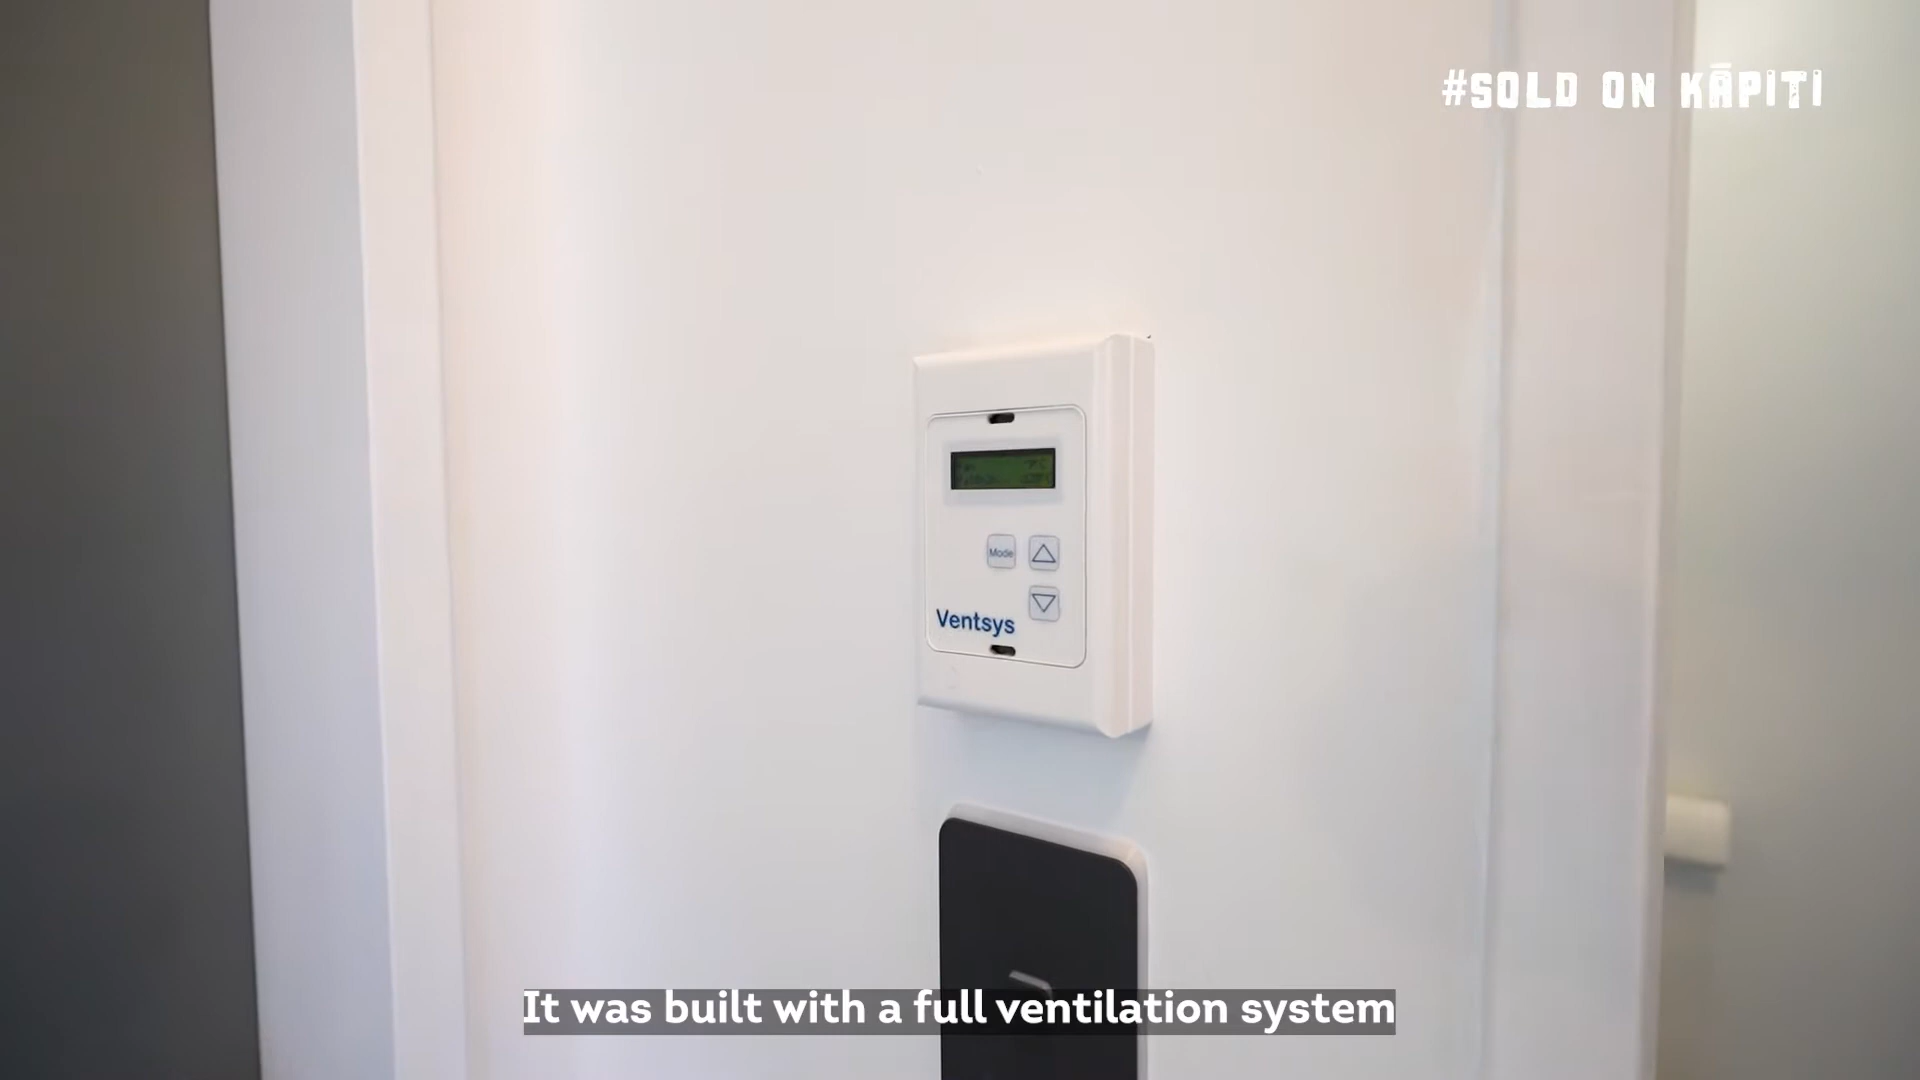 #SOLD ON KĀPITI
Mode
Ventsys
It was built with a full ventilation system